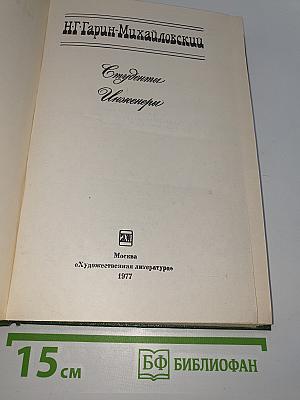 Н.Г.Гарин-Михайловский
Студенты
Инженеры
Москва
«Художественная литература»
1977
15 см
БФ БИБЛИОФАН